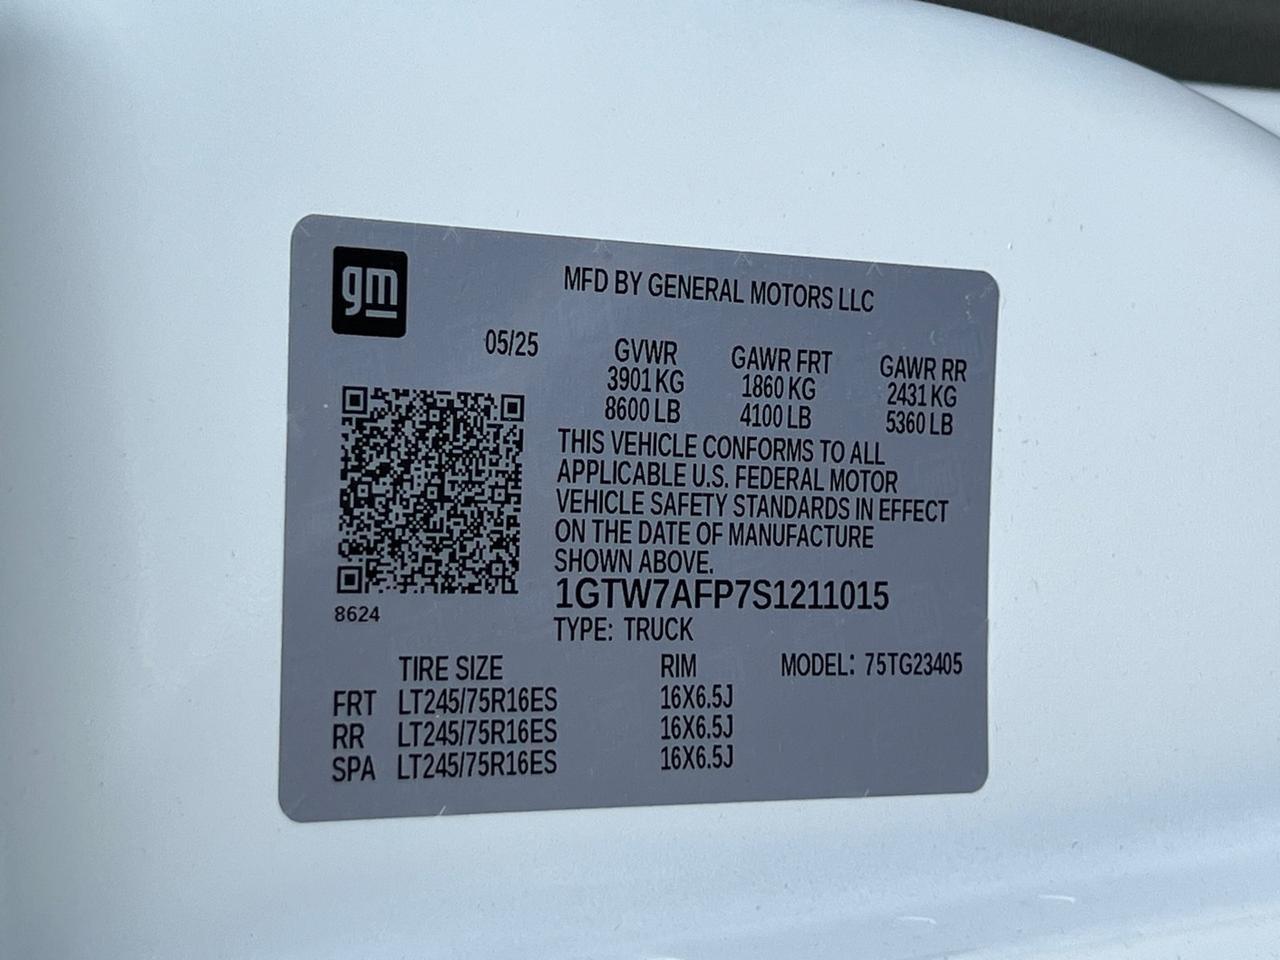 gm
MFD BY GENERAL MOTORS LLC
05/25
GVWR GAWR FRT GAWR RR
3901 KG 1860 KG 2431 KG
8600 LB 4100 LB 5360 LB
THIS VEHICLE CONFORMS TO ALL
APPLICABLE U.S. FEDERAL MOTOR
VEHICLE SAFETY STANDARDS IN EFFECT
ON THE DATE OF MANUFACTURE
SHOWN ABOVE.
1GTW7AFP7S1211015
8624
TYPE: TRUCK
TIRE SIZE RIM MODEL: 75TG23405
FRT LT245/75R16ES 16X6.5J
RR LT245/75R16ES 16X6.5J
SPA LT245/75R16ES 16X6.5J